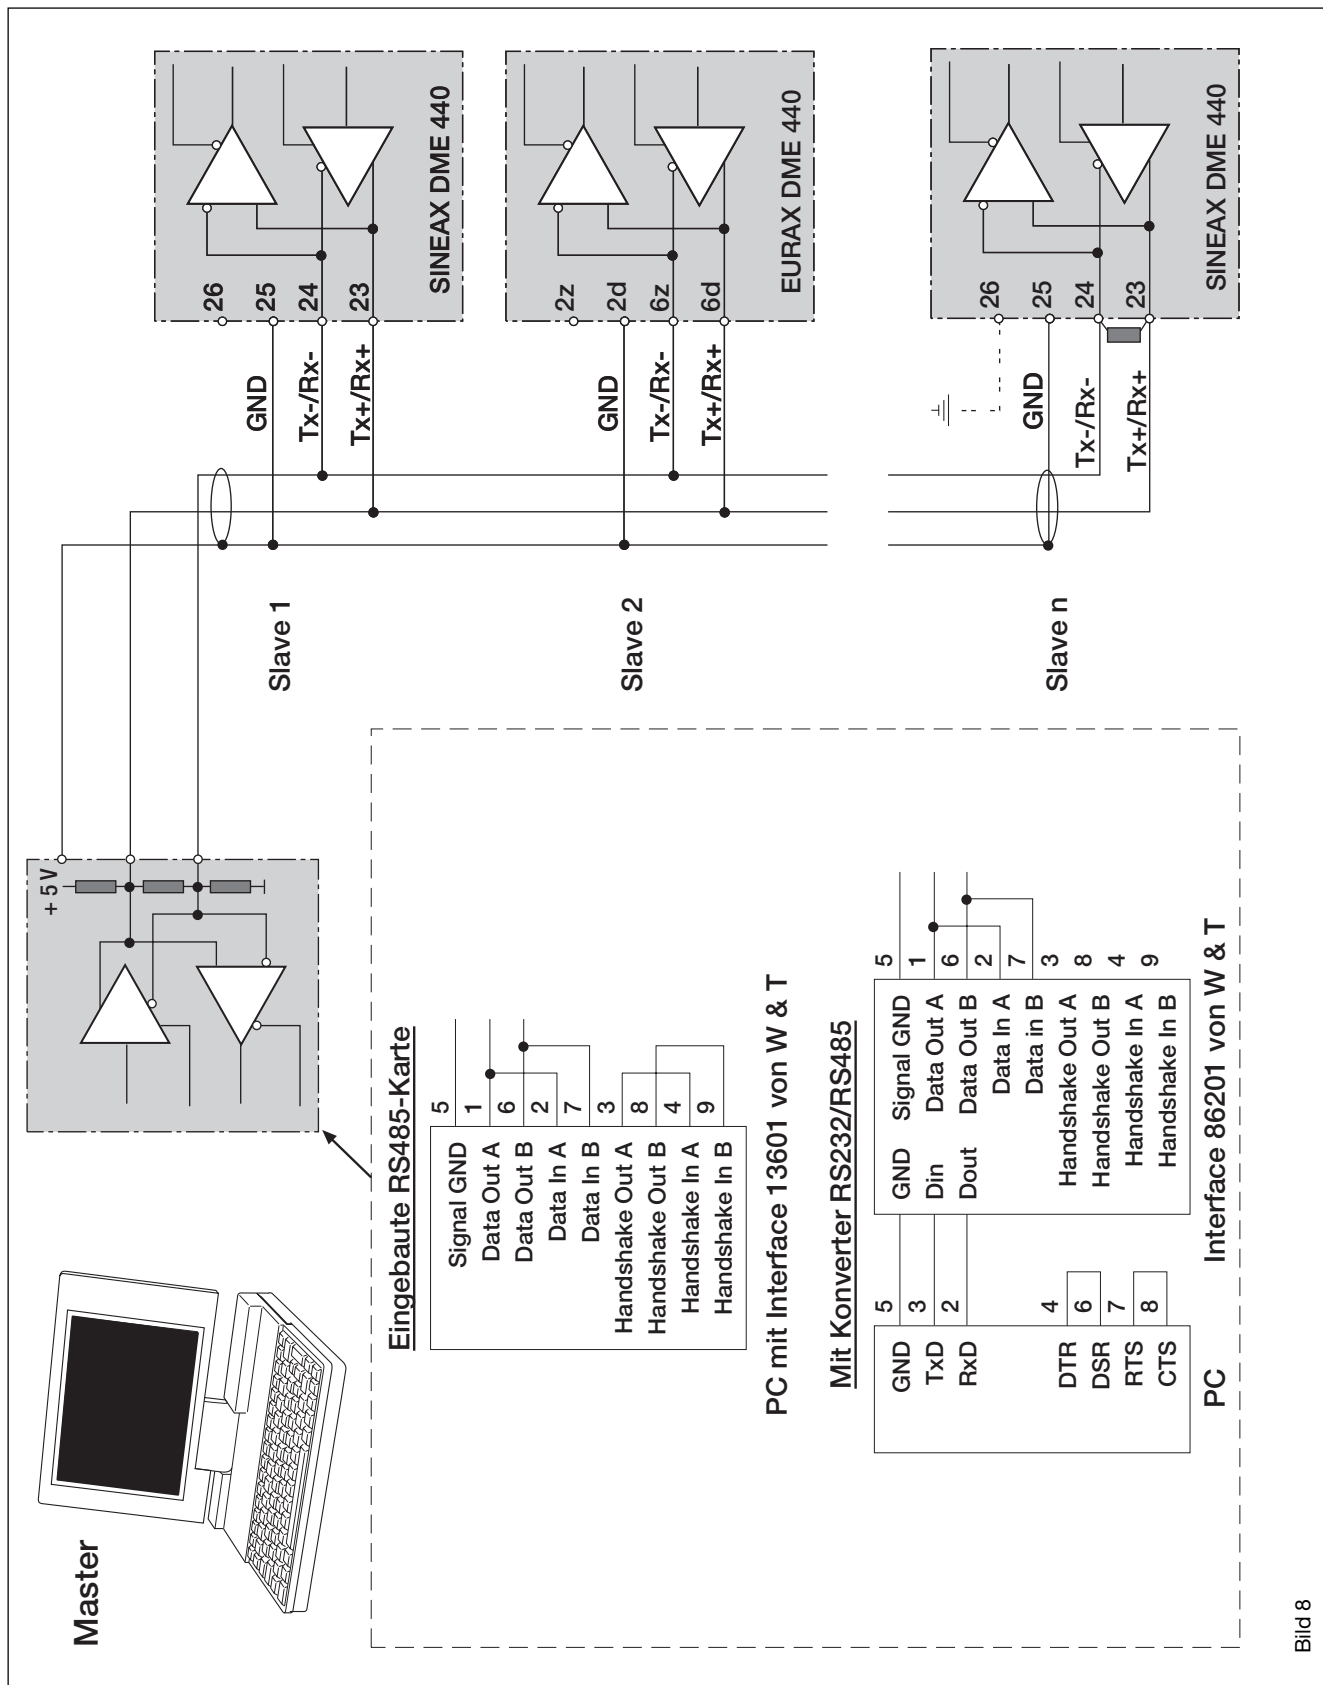 Master
+ 5 V
Slave 1
GND
Tx-/Rx-
Tx+/Rx+
26
25
24
23
SINEAX DME 440
Slave 2
GND
Tx-/Rx-
Tx+/Rx+
2z
2d
6z
6d
EURAX DME 440
Slave n
GND
Tx-/Rx-
Tx+/Rx+
26
25
24
23
SINEAX DME 440
Eingebaute RS485-Karte
Signal GND 5
Data Out A 1
Data Out B 6
Data In A 2
Data In B 7
Handshake Out A 3
Handshake Out B 8
Handshake In A 4
Handshake In B 9
PC mit Interface 13601 von W & T
Mit Konverter RS232/RS485
GND 5
TxD 3
RxD 2
DTR 4
DSR 6
RTS 7
CTS 8
PC
GND Signal GND 5
Din Data Out A 1
Dout Data Out B 6
Data In A 2
Data in B 7
Handshake Out A 3
Handshake Out B 8
Handshake In A 4
Handshake In B 9
Interface 86201 von W & T
Bild 8